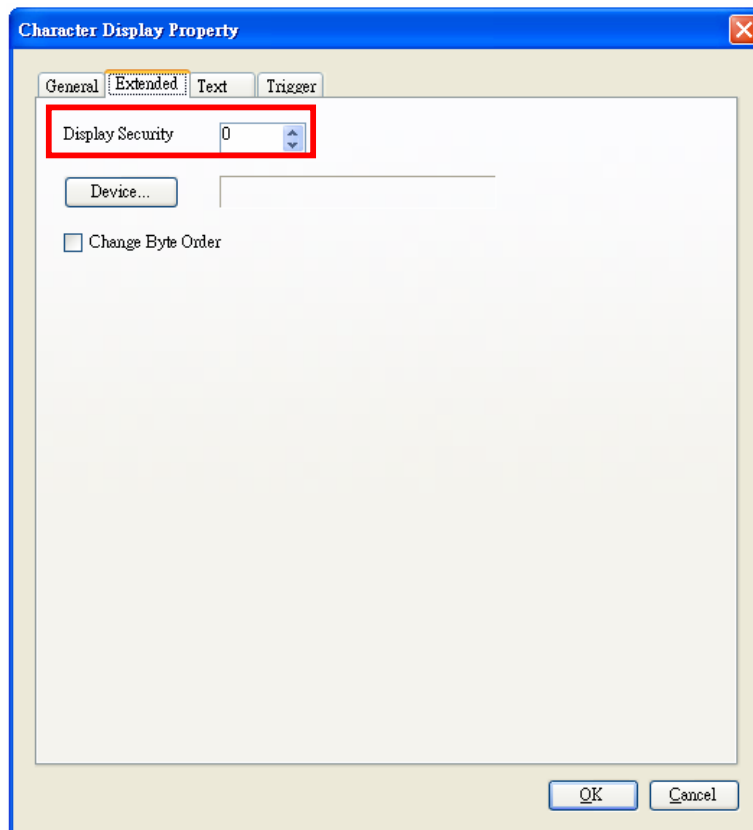 Character Display Property
General Extended Text Trigger
Display Security 0
Device...
Change Byte Order
OK Cancel